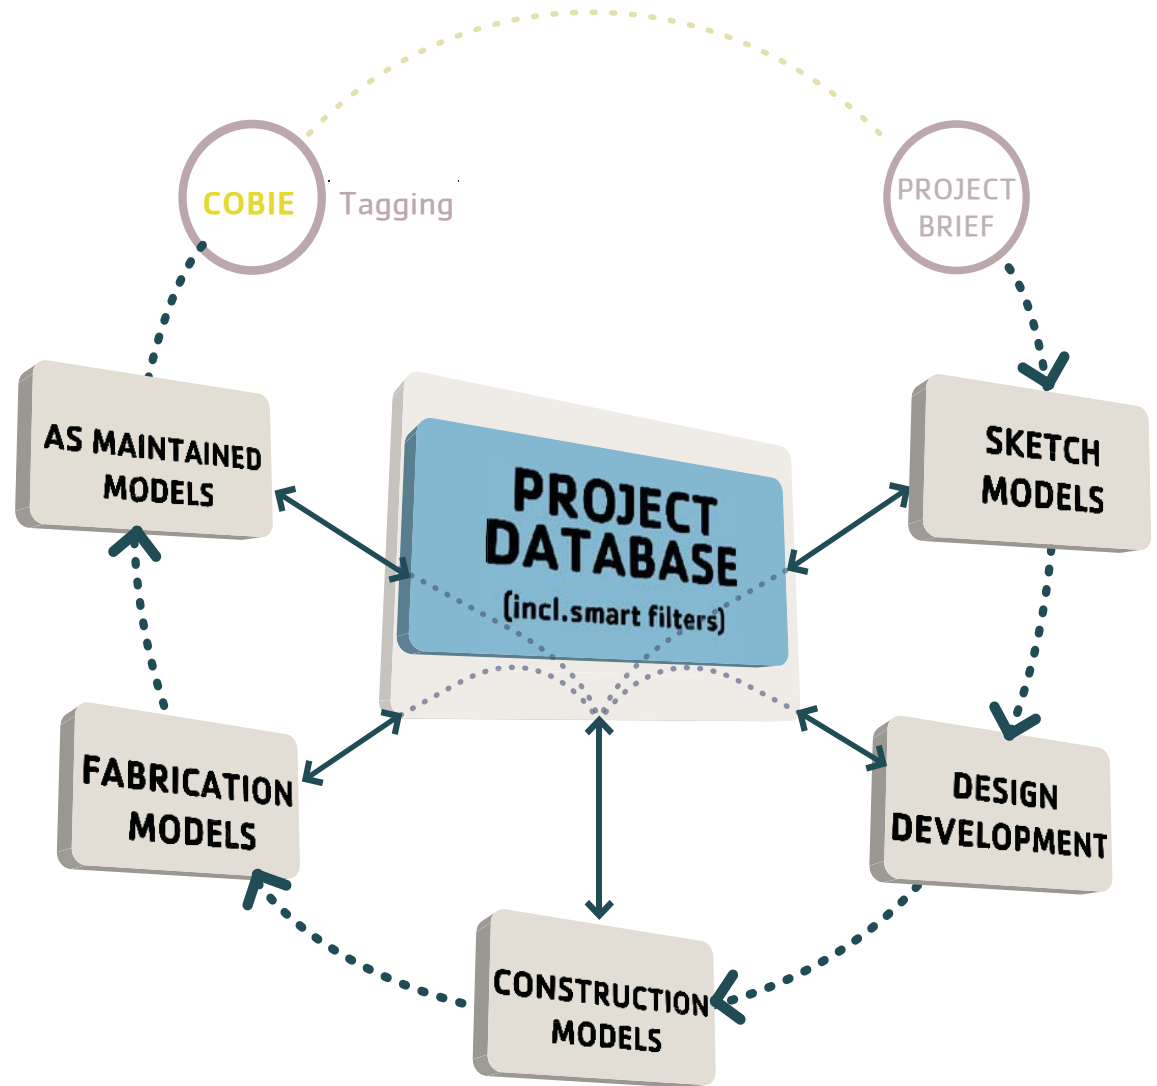 COBIE Tagging
PROJECT
BRIEF
AS MAINTAINED
MODELS
PROJECT
DATABASE
(incl.smart filters)
SKETCH
MODELS
FABRICATION
MODELS
DESIGN
DEVELOPMENT
CONSTRUCTION
MODELS